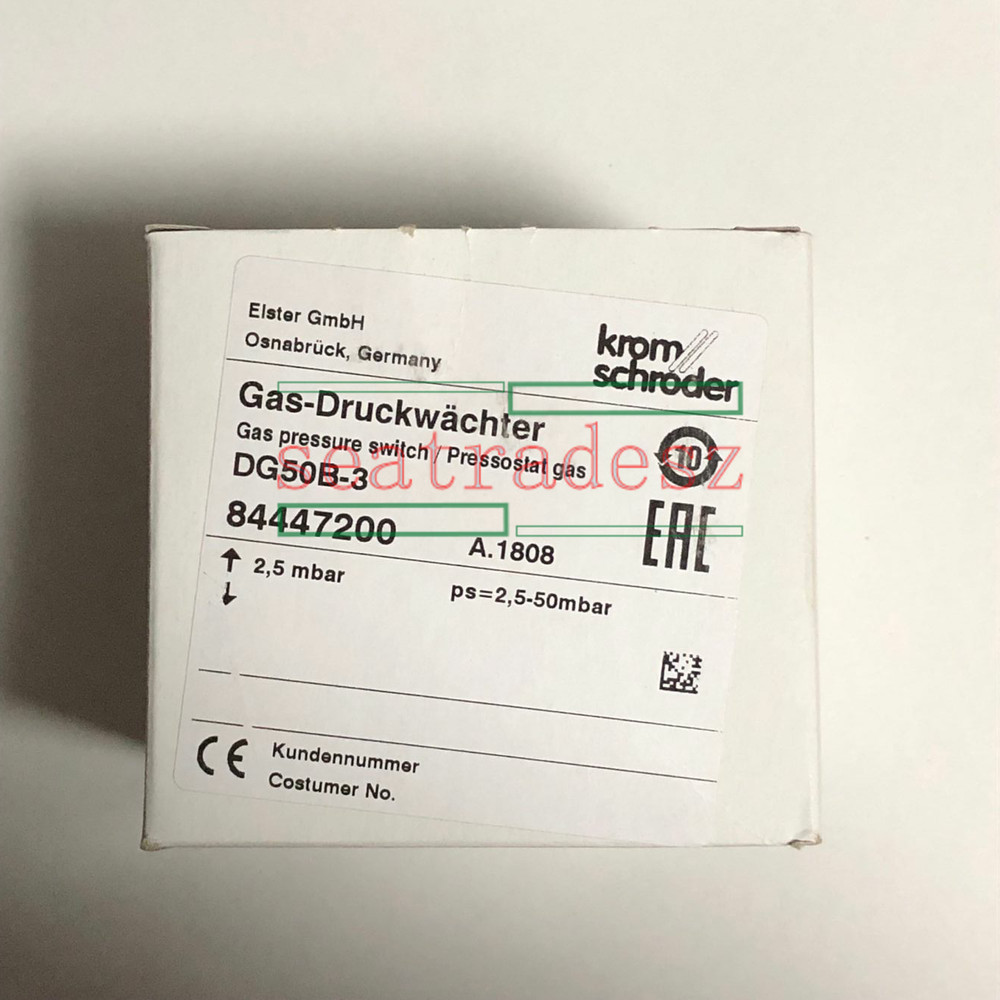 Elster GmbH
Osnabrück, Germany
krom
schroder
Gas-Druckwächter
Gas pressure switch / Pressostat gas
DG50B-3
84447200
A.1808
10
EAC
seatradesz
↑ 2,5 mbar
↓
ps=2,5-50mbar
CE
Kundennummer
Costumer No.